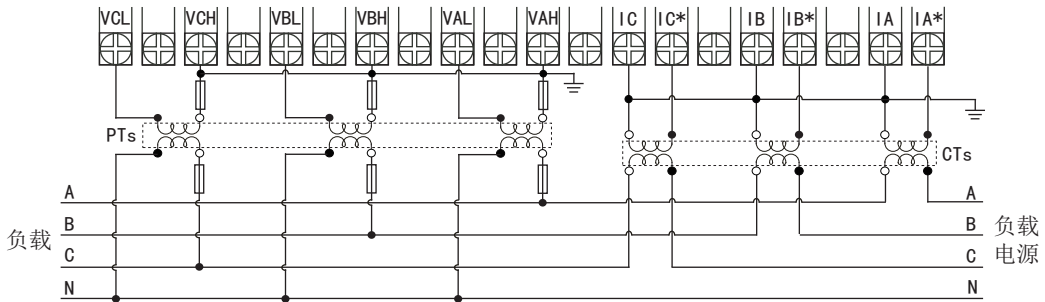 VCL VCH VBL VBH VAL VAH IC IC* IB IB* IA IA*
PTs
CTs
A A
B B
负载 负载
C C
电源
N N